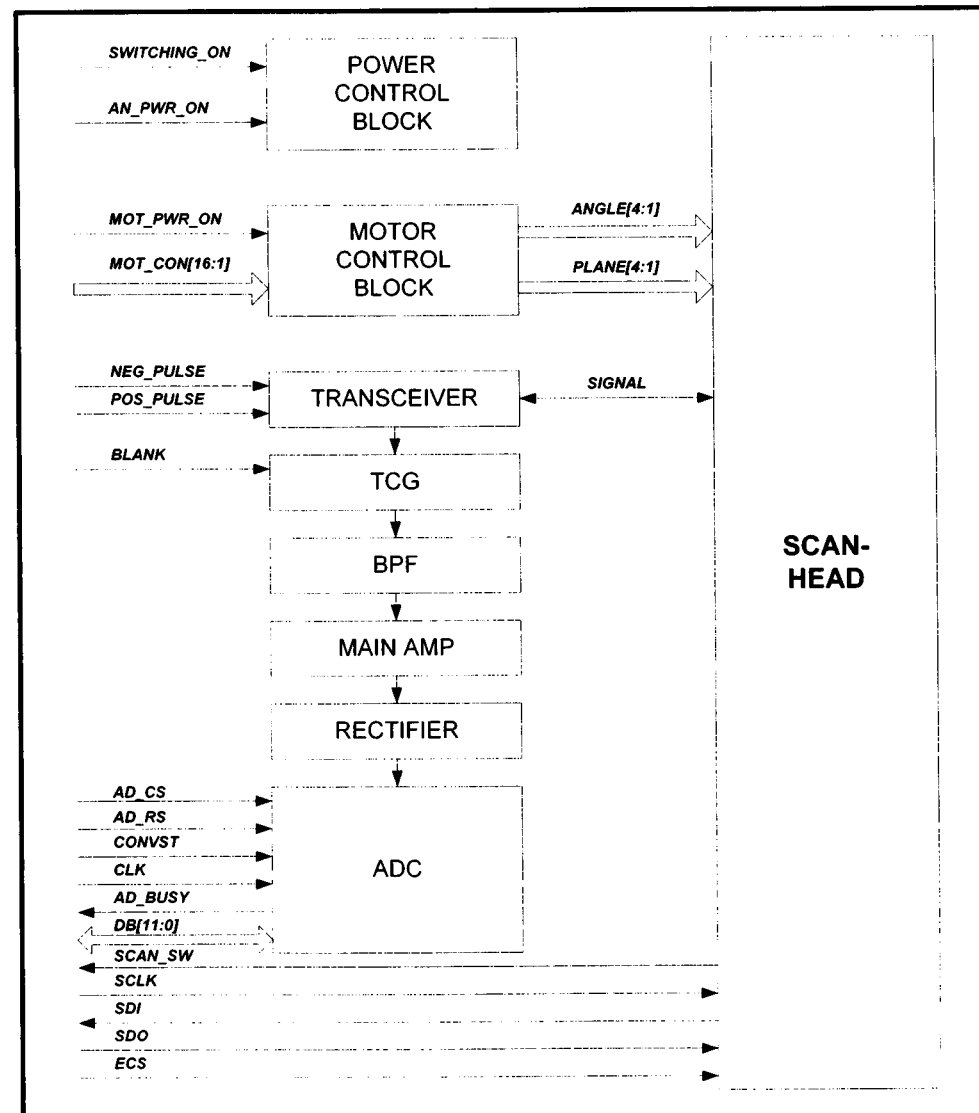 SWITCHING_ON
AN_PWR_ON
POWER
CONTROL
BLOCK
MOT_PWR_ON
MOT_CON[16:1]
MOTOR
CONTROL
BLOCK
ANGLE[4:1]
PLANE[4:1]
NEG_PULSE
POS_PULSE
TRANSCEIVER
SIGNAL
BLANK
TCG
BPF
MAIN AMP
RECTIFIER
SCAN-
HEAD
AD_CS
AD_RS
CONVST
CLK
AD_BUSY
DB[11:0]
ADC
SCAN_SW
SCLK
SDI
SDO
ECS